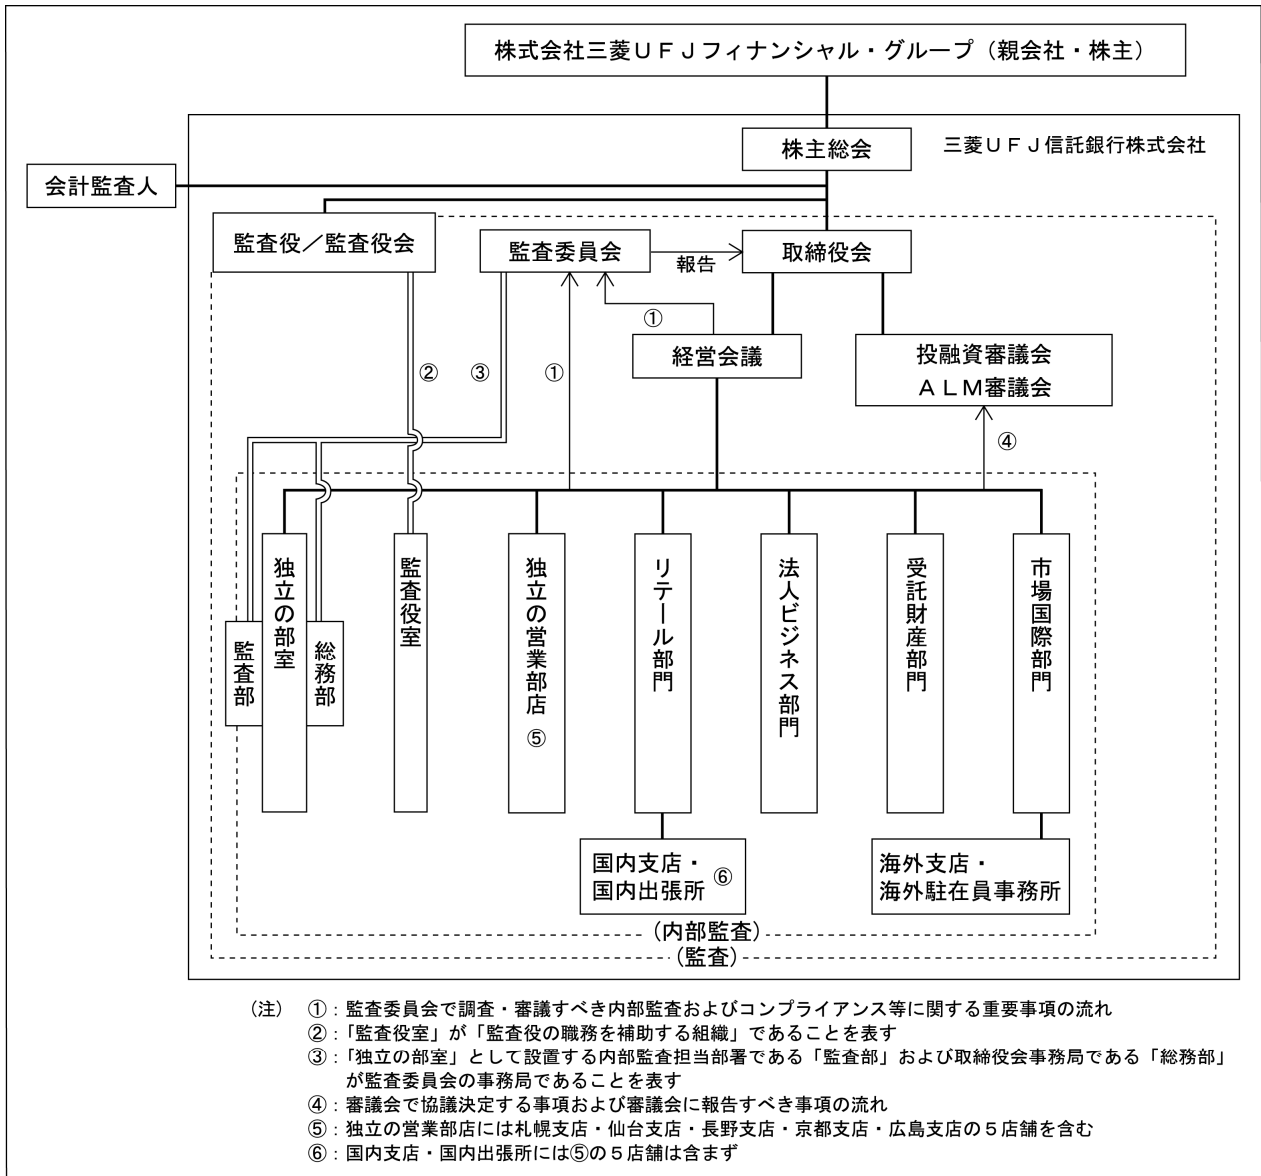 株式会社三菱ＵＦＪフィナンシャル・グループ（親会社・株主）
株主総会
三菱ＵＦＪ信託銀行株式会社
会計監査人
監査役／監査役会
監査委員会
報告
取締役会
①
経営会議
投融資審議会
ＡＬＭ審議会
②
③
①
④
独立の部室
監査部
総務部
監査役室
独立の営業部店
⑤
リテール部門
法人ビジネス部門
受託財産部門
市場国際部門
国内支店・
国内出張所
⑥
海外支店・
海外駐在員事務所
（内部監査）
（監査）
（注）　①：監査委員会で調査・審議すべき内部監査およびコンプライアンス等に関する重要事項の流れ
②：「監査役室」が「監査役の職務を補助する組織」であることを表す
③：「独立の部室」として設置する内部監査担当部署である「監査部」および取締役会事務局である「総務部」
が監査委員会の事務局であることを表す
④：審議会で協議決定する事項および審議会に報告すべき事項の流れ
⑤：独立の営業部店には札幌支店・仙台支店・長野支店・京都支店・広島支店の５店舗を含む
⑥：国内支店・国内出張所には⑤の５店舗は含まず